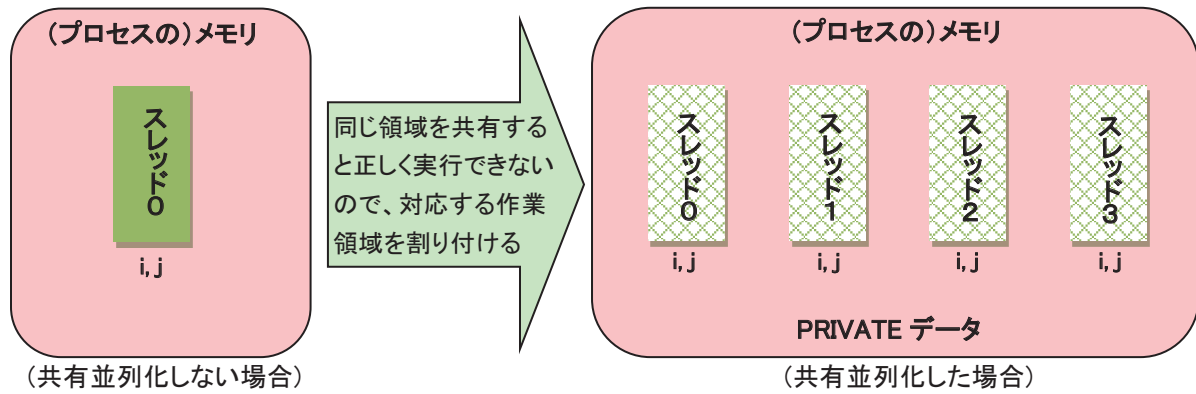 (プロセスの)メモリ
スレッド0
i, j
(共有並列化しない場合)
同じ領域を共有する
と正しく実行できない
ので、対応する作業
領域を割り付ける
(プロセスの)メモリ
スレッド0
スレッド1
スレッド2
スレッド3
i, j
i, j
i, j
i, j
PRIVATE データ
(共有並列化した場合)